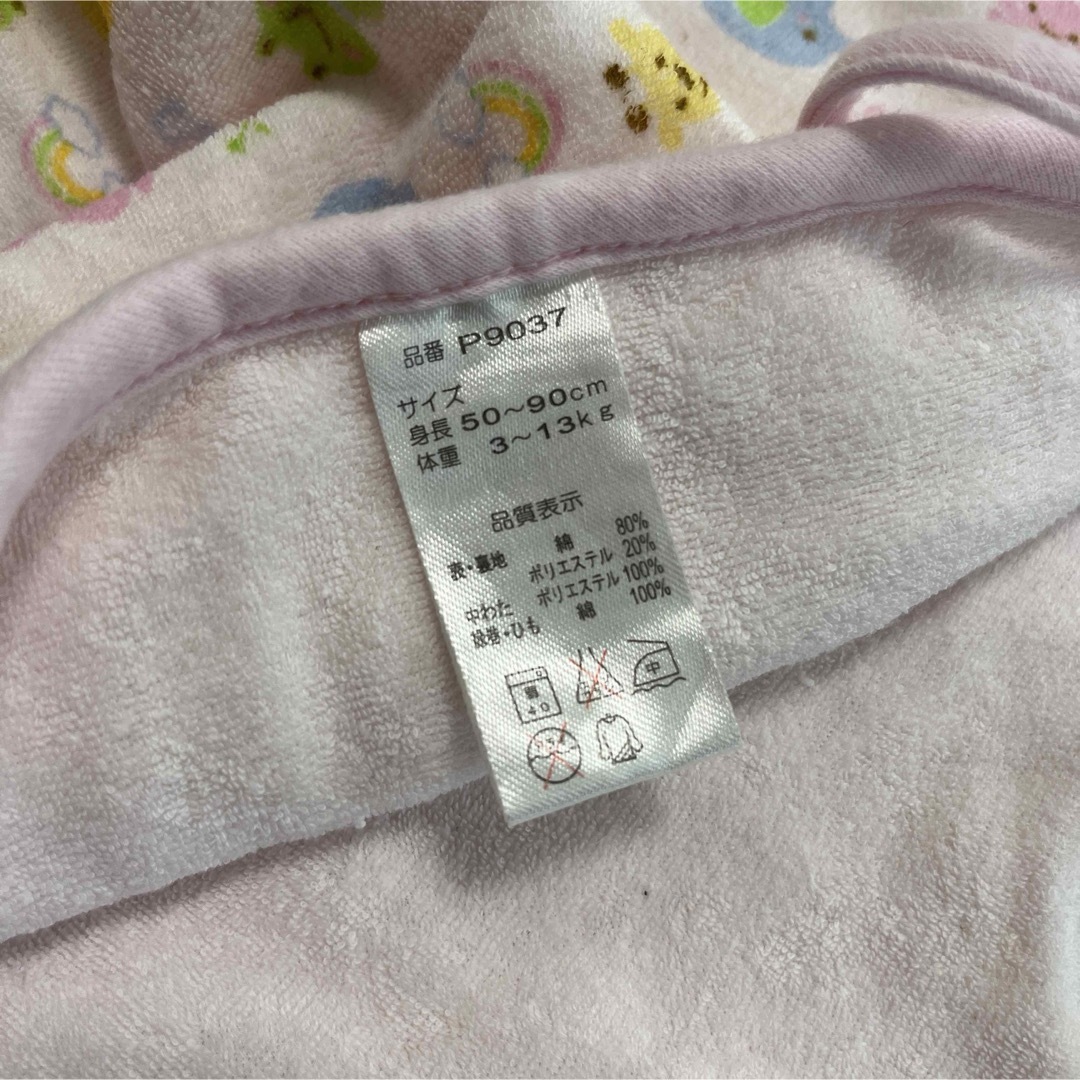 品番 P9037
サイズ
身長 50～90cm
体重 3～13kg
品質表示
表・裏地 綿 80%
ポリエステル 20%
中わた ポリエステル 100%
綿 100%
40
中